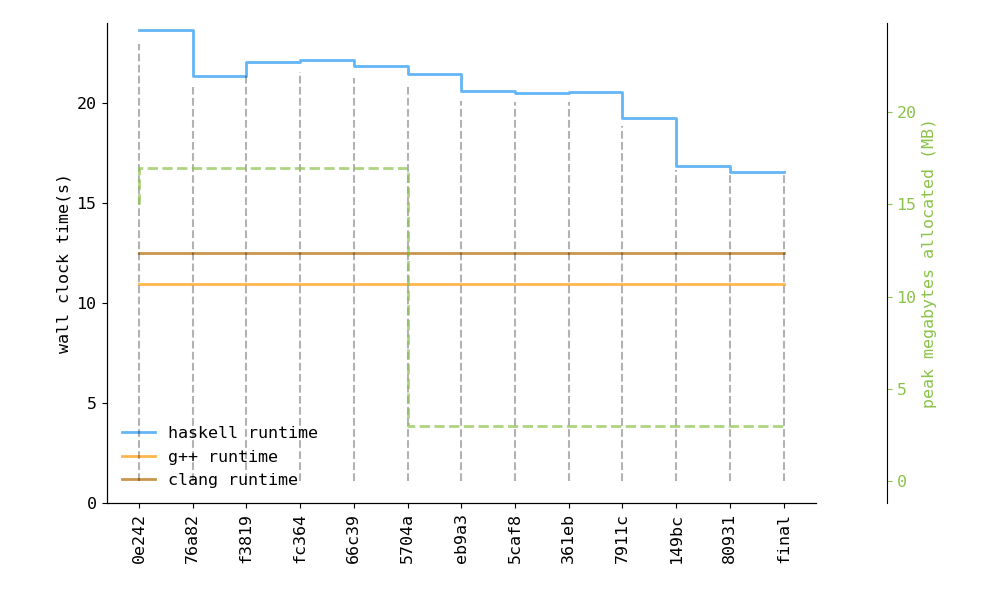 wall clock time(s)
20
15
10
5
0
haskell runtime
g++ runtime
clang runtime
0e242
76a82
f3819
fc364
66c39
5704a
eb9a3
5caf8
361eb
7911c
149bc
80931
final
20
15
10
5
0
peak megabytes allocated (MB)